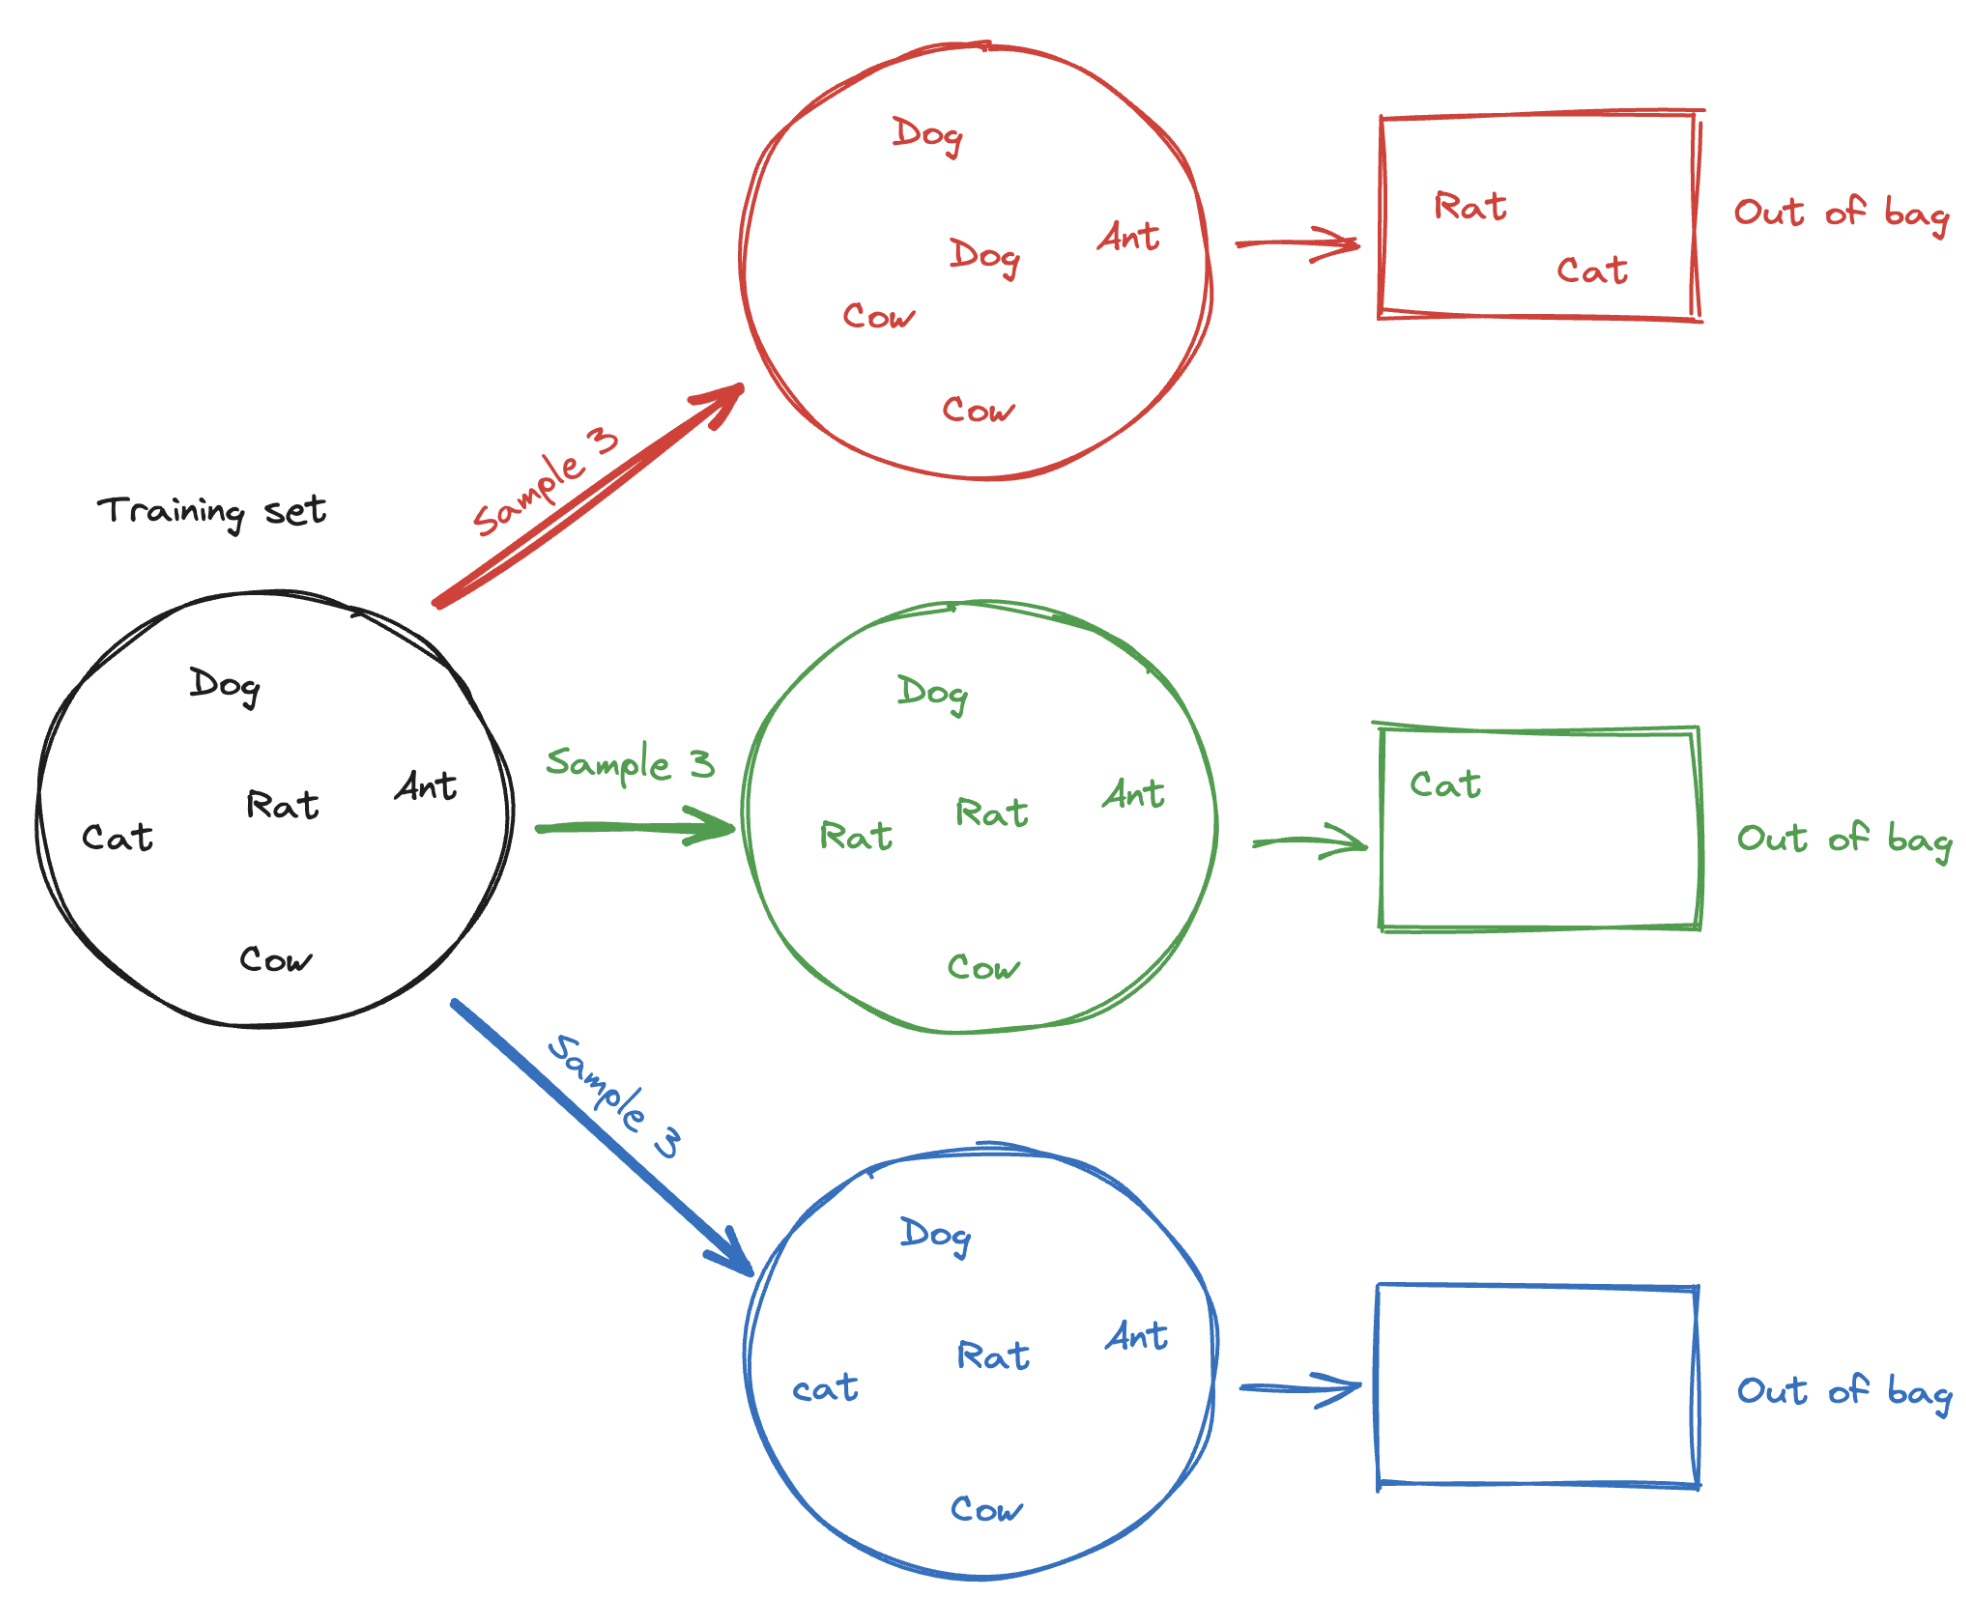 Training set
Dog
Rat
Ant
Cat
Cow
Sample 3
Dog
Dog
Ant
Cow
Cow
Rat
Cat
Out of bag
Sample 3
Dog
Rat
Rat
Ant
Cow
Cat
Out of bag
Sample 3
Dog
Rat
Ant
cat
Cow
Out of bag